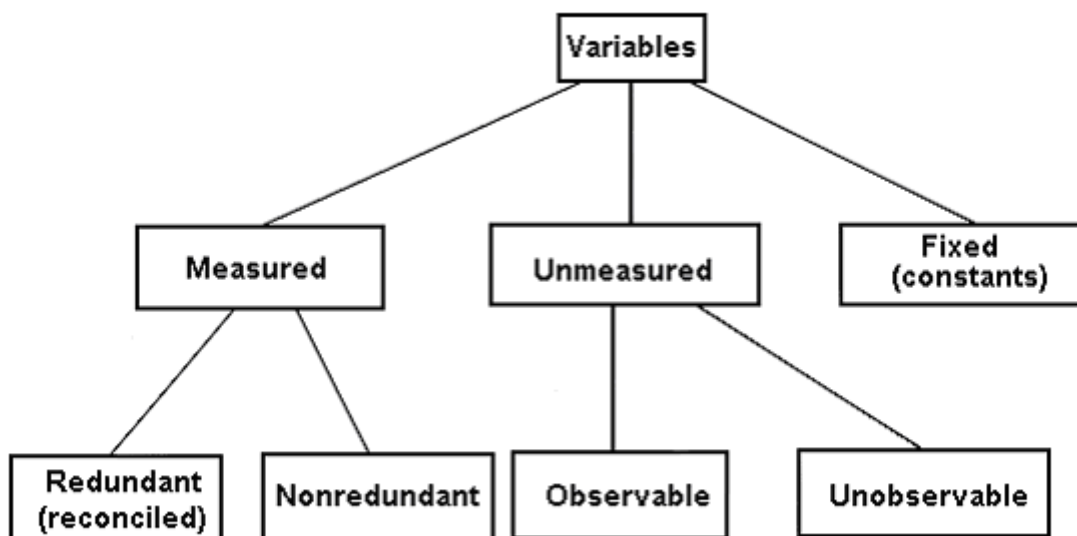 Variables
Measured
Unmeasured
Fixed
(constants)
Redundant
(reconciled)
Nonredundant
Observable
Unobservable